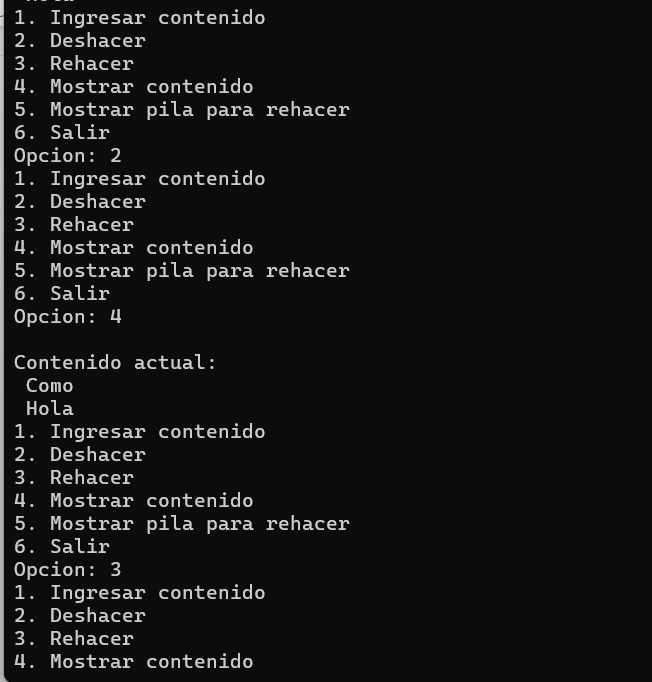 1. Ingresar contenido
2. Deshacer
3. Rehacer
4. Mostrar contenido
5. Mostrar pila para rehacer
6. Salir
Opcion: 2
1. Ingresar contenido
2. Deshacer
3. Rehacer
4. Mostrar contenido
5. Mostrar pila para rehacer
6. Salir
Opcion: 4

Contenido actual:
 Como
 Hola
1. Ingresar contenido
2. Deshacer
3. Rehacer
4. Mostrar contenido
5. Mostrar pila para rehacer
6. Salir
Opcion: 3
1. Ingresar contenido
2. Deshacer
3. Rehacer
4. Mostrar contenido